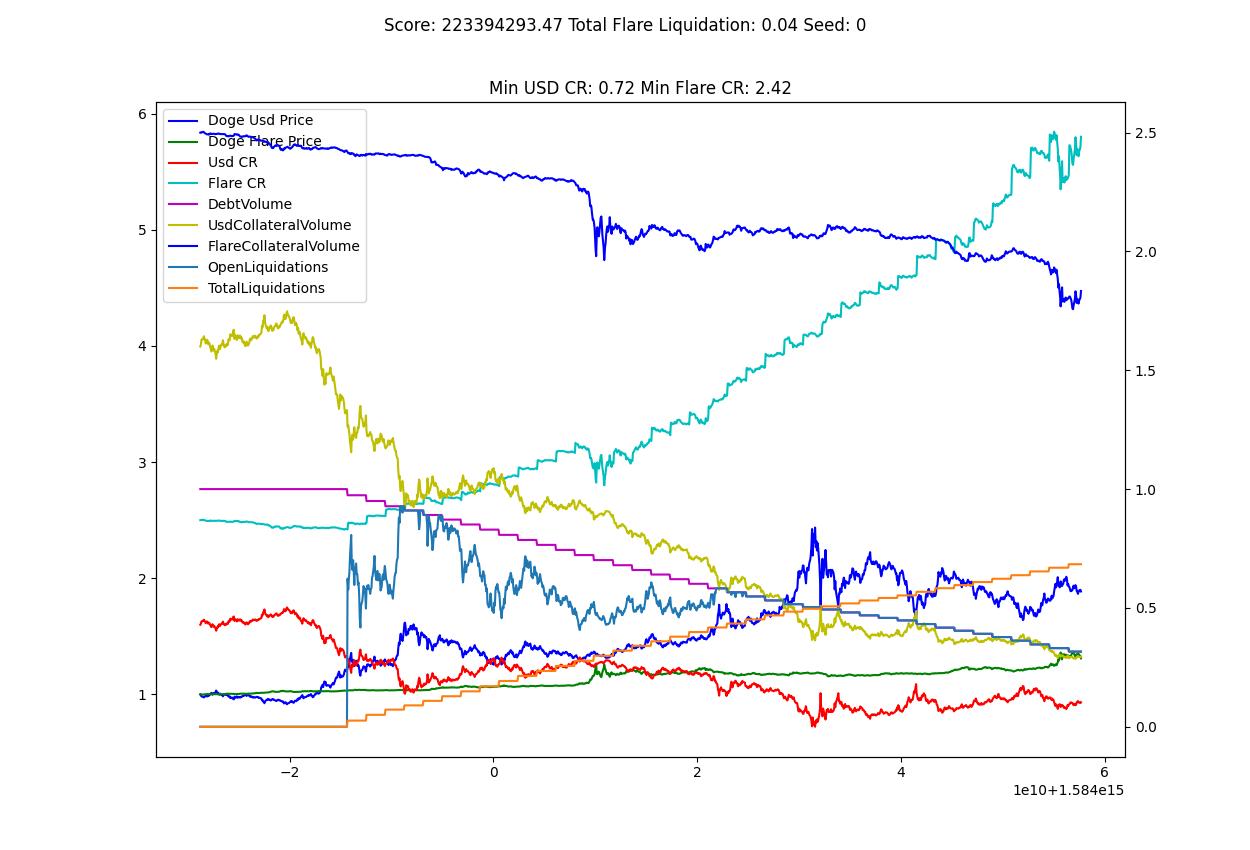 Score: 223394293.47 Total Flare Liquidation: 0.04 Seed: 0
Min USD CR: 0.72 Min Flare CR: 2.42
Doge Usd Price
Doge Flare Price
Usd CR
Flare CR
DebtVolume
UsdCollateralVolume
FlareCollateralVolume
OpenLiquidations
TotalLiquidations
6
5
4
3
2
1
2.5
2.0
1.5
1.0
0.5
0.0
−2
0
2
4
6
1e10+1.584e15